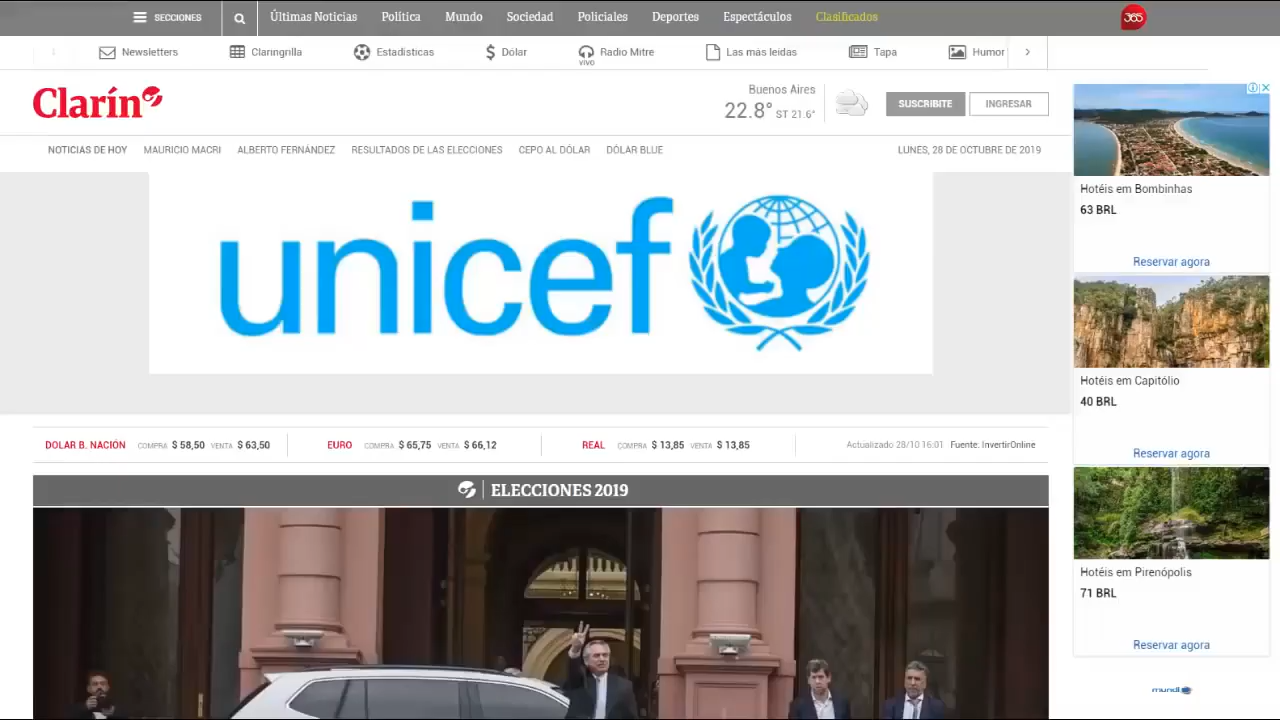 SECCIONES
Últimas Noticias Política Mundo Sociedad Policiales Deportes Espectáculos Clasificados
365
Newsletters Claringrilla Estadísticas Dólar Radio Mitre Las más leídas Tapa Humor
VIVO
Clarín
Buenos Aires
22.8° ST 21.6°
SUSCRIBITE INGRESAR
NOTICIAS DE HOY MAURICIO MACRI ALBERTO FERNÁNDEZ RESULTADOS DE LAS ELECCIONES CEPO AL DÓLAR DÓLAR BLUE LUNES, 28 DE OCTUBRE DE 2019
unicef
DOLAR B. NACIÓN COMPRA $ 58,50 VENTA $ 63,50 EURO COMPRA $ 65,75 VENTA $ 66,12 REAL COMPRA $ 13,85 VENTA $ 13,85 Actualizado 28/10 16:01 Fuente: InvertirOnline
ELECCIONES 2019
Hotéis em Bombinhas
63 BRL
Reservar agora
Hotéis em Capitólio
40 BRL
Reservar agora
Hotéis em Pirenópolis
71 BRL
Reservar agora
mundi